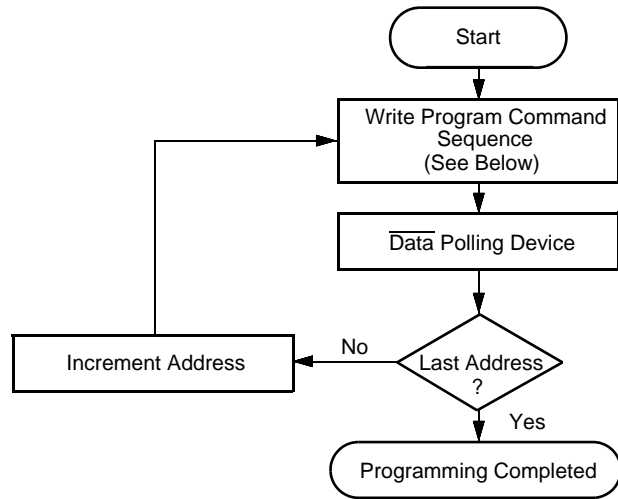 Start
Write Program Command
Sequence
(See Below)
Data Polling Device
No
Increment Address
Last Address
?
Yes
Programming Completed